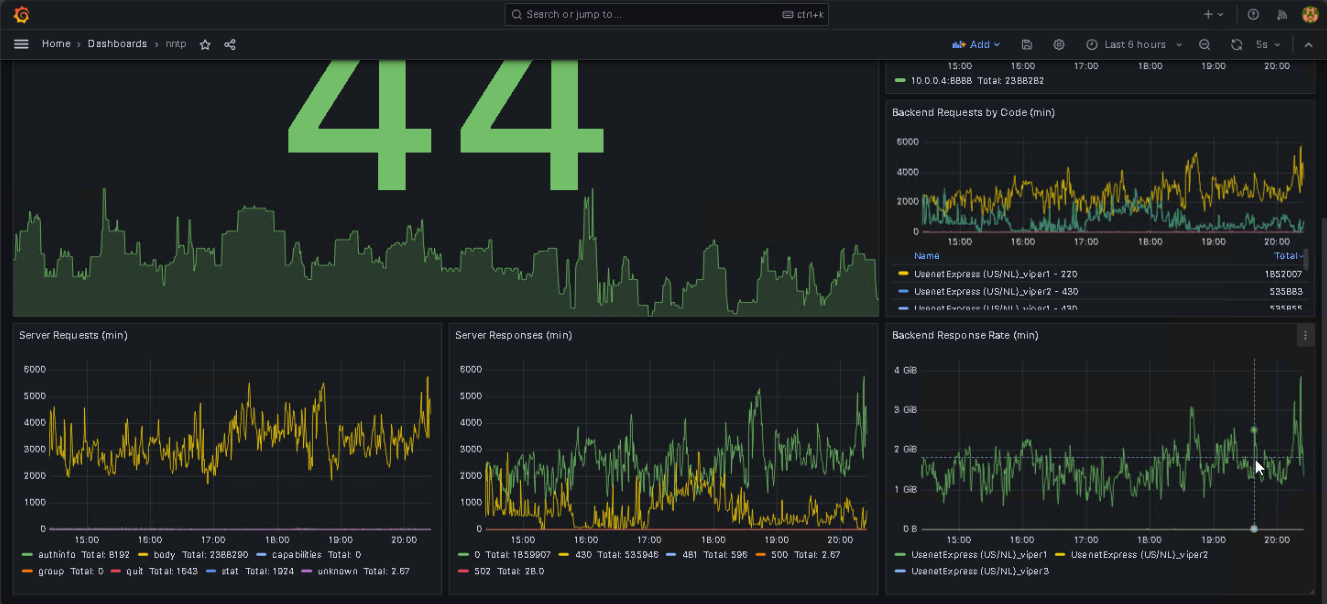 Search or jump to... ctrl+k
Home > Dashboards > nntp Add Last 6 hours 5s
44
15:00 16:00 17:00 18:00 19:00 20:00
10.0.0.4:8888 Total: 2388282
Backend Requests by Code (min)
6000
4000
2000
0
15:00 16:00 17:00 18:00 19:00 20:00
Name Total
UsenetExpress (US/NL)_viper1 - 220 1852007
UsenetExpress (US/NL)_viper2 - 430 535883
UsenetExpress (US/NL)_viper1 - 430 535855
Server Requests (min)
6000
5000
4000
3000
2000
1000
0
15:00 16:00 17:00 18:00 19:00 20:00
authinfo Total: 8192 body Total: 2388290 capabilities Total: 0
group Total: 0 quit Total: 1643 stat Total: 1924 unknown Total: 2.67
Server Responses (min)
6000
5000
4000
3000
2000
1000
0
15:00 16:00 17:00 18:00 19:00 20:00
0 Total: 1859907 430 Total: 535946 481 Total: 596 500 Total: 2.67
502 Total: 28.0
Backend Response Rate (min)
4 GiB
3 GiB
2 GiB
1 GiB
0 B
15:00 16:00 17:00 18:00 19:00 20:00
UsenetExpress (US/NL)_viper1 UsenetExpress (US/NL)_viper2
UsenetExpress (US/NL)_viper3